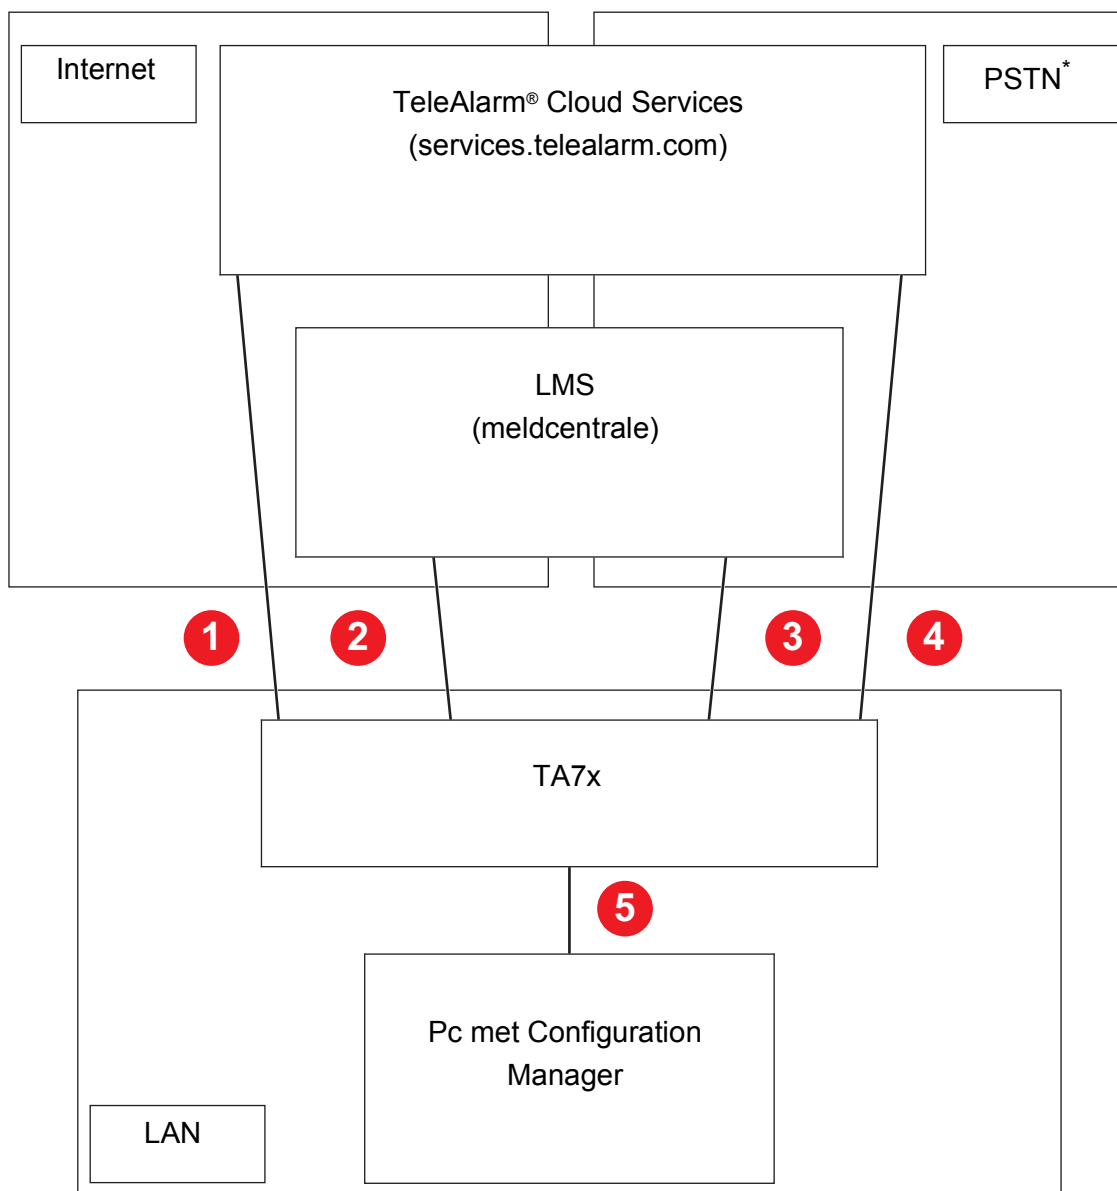 Internet
TeleAlarm® Cloud Services
(services.telealarm.com)
PSTN*
LMS
(meldcentrale)
1
2
3
4
TA7x
5
Pc met Configuration
Manager
LAN